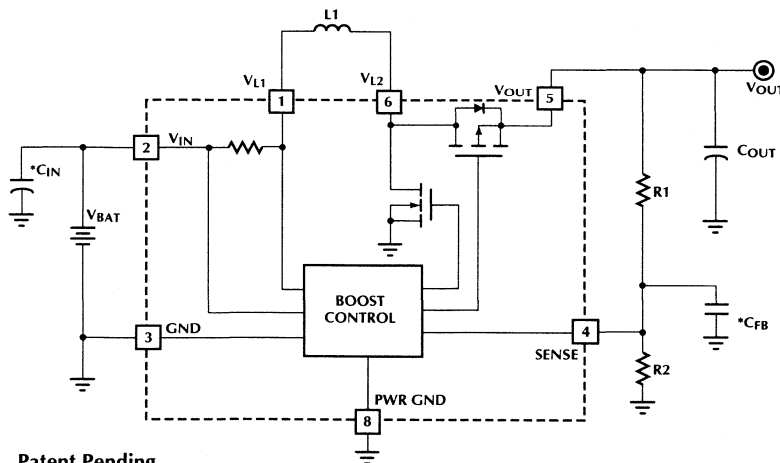 L1
VL1
VL2
VOUT
1
6
5
VOUT
2
VIN
*CIN
COUT
R1
VBAT
BOOST
CONTROL
*CFB
3
GND
4
SENSE
R2
PWR GND
8
Patent Pending